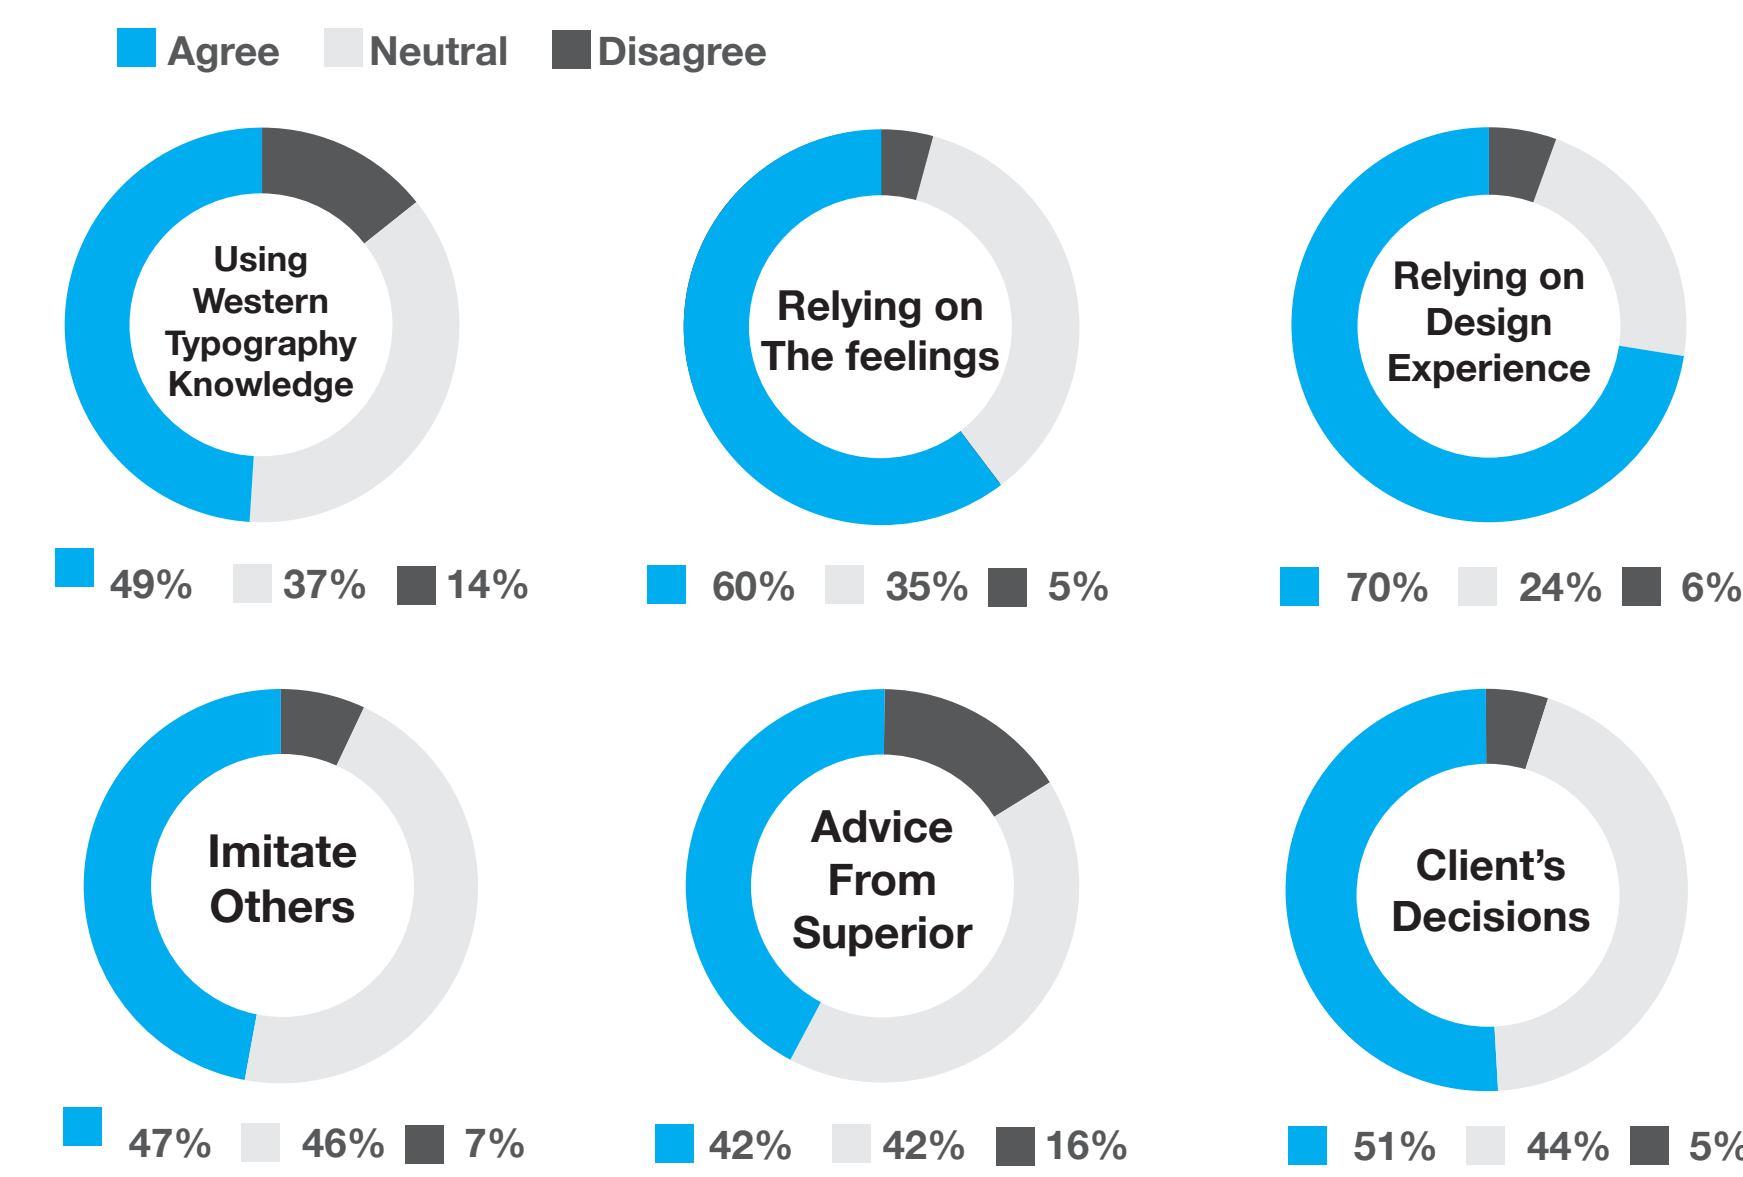 Agree Neutral Disagree
Using
Western
Typography
Knowledge
Relying on
The feelings
Relying on
Design
Experience
49% 37% 14%
60% 35% 5%
70% 24% 6%
Imitate
Others
Advice
From
Superior
Client’s
Decisions
47% 46% 7%
42% 42% 16%
51% 44% 5%